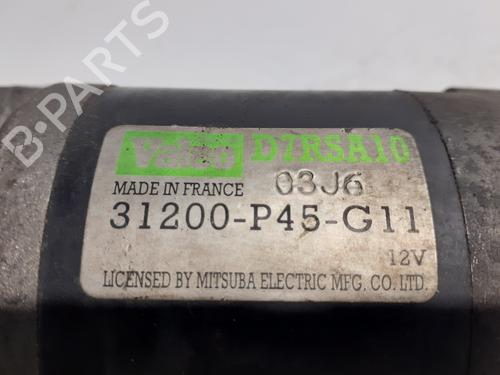 B-Parts
Valeo D7RSA10
MADE IN FRANCE 03J6
31200-P45-G11
12V
LICENSED BY MITSUBA ELECTRIC MFG. CO. LTD.